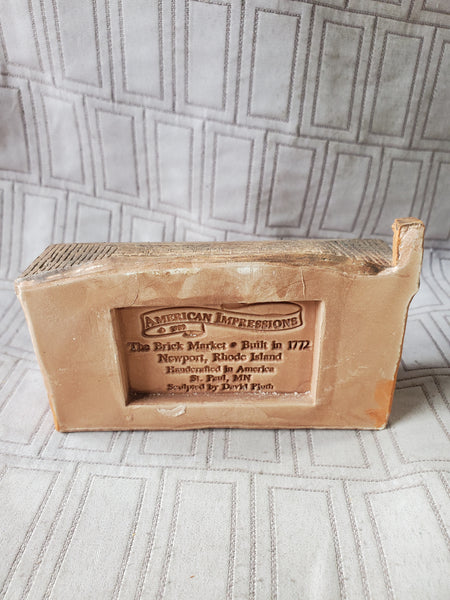 AMERICAN IMPRESSIONS
The Brick Market • Built in 1772
Newport, Rhode Island
Handcrafted in America
St. Paul, MN
Sculpted by David Pluth